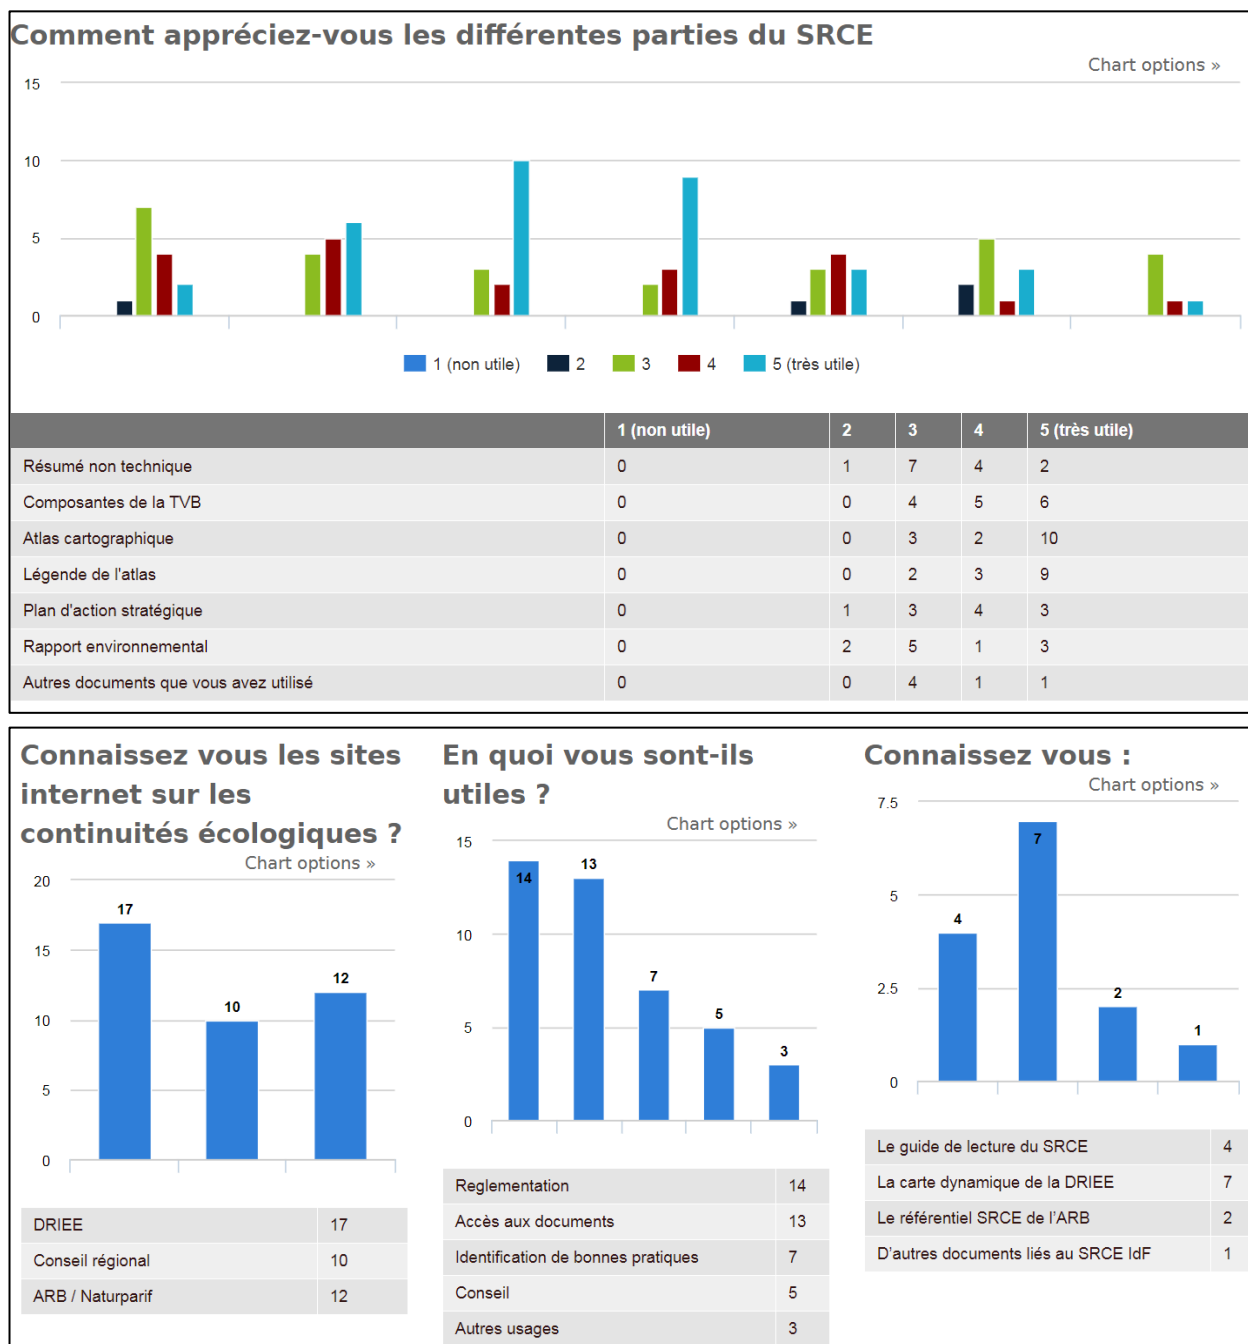 Comment appréciez-vous les différentes parties du SRCE
Chart options »
15
10
5
0
1 (non utile) 2 3 4 5 (très utile)
1 (non utile) 2 3 4 5 (très utile)
Résumé non technique 0 1 7 4 2
Composantes de la TVB 0 0 4 5 6
Atlas cartographique 0 0 3 2 10
Légende de l'atlas 0 0 2 3 9
Plan d'action stratégique 0 1 3 4 3
Rapport environnemental 0 2 5 1 3
Autres documents que vous avez utilisé 0 0 4 1 1
Connaissez vous les sites
internet sur les
continuités écologiques ?
Chart options »
20
15
10
5
0
17
10
12
DRIEE 17
Conseil régional 10
ARB / Naturparif 12
En quoi vous sont-ils
utiles ?
Chart options »
15
10
5
0
14
13
7
5
3
Reglementation 14
Accès aux documents 13
Identification de bonnes pratiques 7
Conseil 5
Autres usages 3
Connaissez vous :
Chart options »
7.5
5
2.5
0
4
7
2
1
Le guide de lecture du SRCE 4
La carte dynamique de la DRIEE 7
Le référentiel SRCE de l'ARB 2
D'autres documents liés au SRCE IdF 1